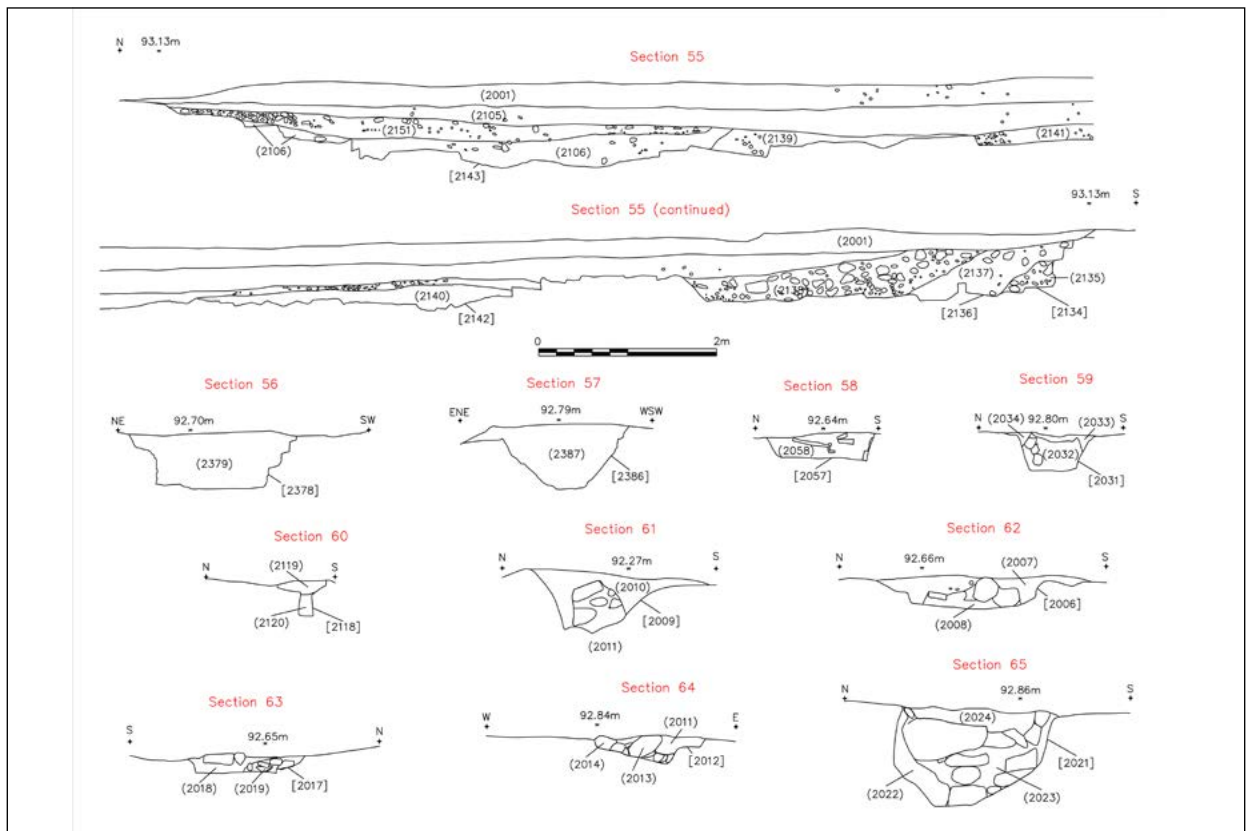 N 93.13m
Section 55
(2001)
(2105)
(2151)
(2139)
(2141)
(2106)
(2106)
[2143]
93.13m S
Section 55 (continued)
(2001)
(2137)
(2135)
(2138)
(2140)
[2142]
[2136]
[2134]
0 2m
Section 56
Section 57
Section 58
Section 59
NE 92.70m SW
(2379)
[2378]
ENE 92.79m WSW
(2387)
[2386]
N 92.64m S
(2058)
[2057]
N (2034) 92.80m (2033) S
(2032)
[2031]
Section 60
Section 61
Section 62
N S
(2119)
(2120)
[2118]
N 92.27m S
(2010)
[2009]
(2011)
N 92.66m (2007) S
[2006]
(2008)
Section 63
Section 64
Section 65
S 92.65m N
(2018)
(2019)
[2017]
W 92.84m (2011) E
(2014)
(2013)
[2012]
N 92.86m S
(2024)
[2021]
(2022)
(2023)